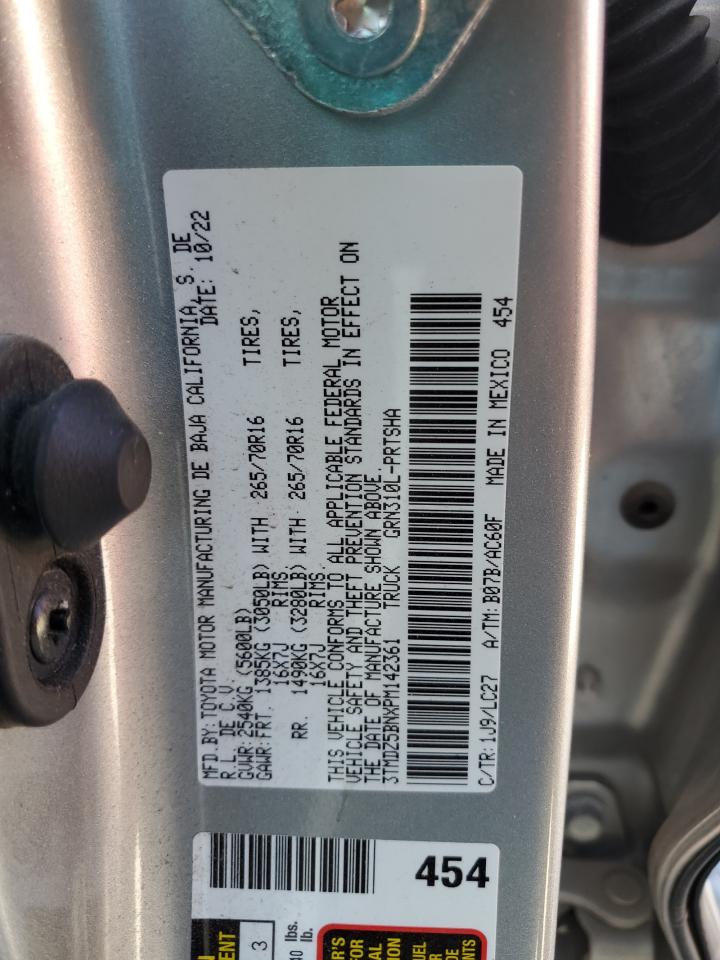 MFD.BY: TOYOTA MOTOR MANUFACTURING DE BAJA CALIFORNIA, S. DE
R.L. DE C.V. DATE: 10/22
GVWR: 2540KG (5600LB)
GAWR: FRT. 1385KG (3050LB) WITH 265/70R16 TIRES,
16X7J RIMS
RR. 1490KG (3280LB) WITH 265/70R16 TIRES,
16X7J RIMS
THIS VEHICLE CONFORMS TO ALL APPLICABLE FEDERAL MOTOR
VEHICLE SAFETY AND THEFT PREVENTION STANDARDS IN EFFECT ON
THE DATE OF MANUFACTURE SHOWN ABOVE.
3TMDZ5BNXPM142361 TRUCK GRN310L-PRTSHA
C/TR: 1J9/LC27 A/TM: B07B/AC60F MADE IN MEXICO 454
454
3
lbs.
lb.
FOR